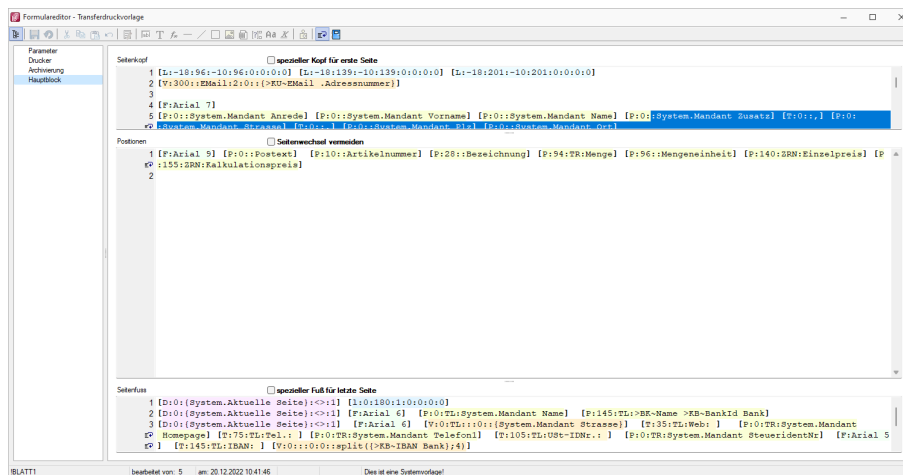 Formulareditor - Transferdruckvorlage
Parameter
Drucker
Archivierung
Hauptblock
Seitenkopf
spezieller Kopf für erste Seite
1 [L:-18:96:-10:96:0:0:0:0] [L:-18:139:-10:139:0:0:0:0] [L:-18:201:-10:201:0:0:0:0]
2 [V:300::EMail:2:0::{>KU~EMail .Adressnummer}]
3
4 [F:Arial 7]
5 [P:0::System.Mandant Anrede] [P:0::System.Mandant Vorname] [P:0::System.Mandant Name] [P:0::System.Mandant Zusatz] [T:0::,] [P:0:
:System.Mandant Strasse] [T:0::,] [P:0::System.Mandant Plz] [P:0::System.Mandant Ort]
Positionen
Seitenwechsel vermeiden
1 [F:Arial 9] [P:0::Postext] [P:10::Artikelnummer] [P:28::Bezeichnung] [P:94:TR:Menge] [P:96::Mengeneinheit] [P:140:ZRN:Einzelpreis] [P
:155:ZRN:Kalkulationspreis]
2
Seitenfuss
spezieller Fuß für letzte Seite
1 [D:0:{System.Aktuelle Seite}:<>:1] [l:0:180:1:0:0:0:0]
2 [D:0:{System.Aktuelle Seite}:<>:1] [F:Arial 6] [P:0:TL:System.Mandant Name] [P:145:TL:>BK~Name >KB~BankId Bank]
3 [D:0:{System.Aktuelle Seite}:<>:1] [F:Arial 6] [V:0:TL:::0::{System.Mandant Strasse}] [T:35:TL:Web: ] [P:0:TR:System.Mandant
Homepage] [T:75:TL:Tel.: ] [P:0:TR:System.Mandant Telefon1] [T:105:TL:USt-IDNr.: ] [P:0:TR:System.Mandant SteueridentNr] [F:Arial 5
] [T:145:TL:IBAN: ] [V:0:::0:0::split({>KB~IBAN Bank};4)]
!BLATT1
bearbeitet von: 5
am: 20.12.2022 10:41:46
Dies ist eine Systemvorlage!